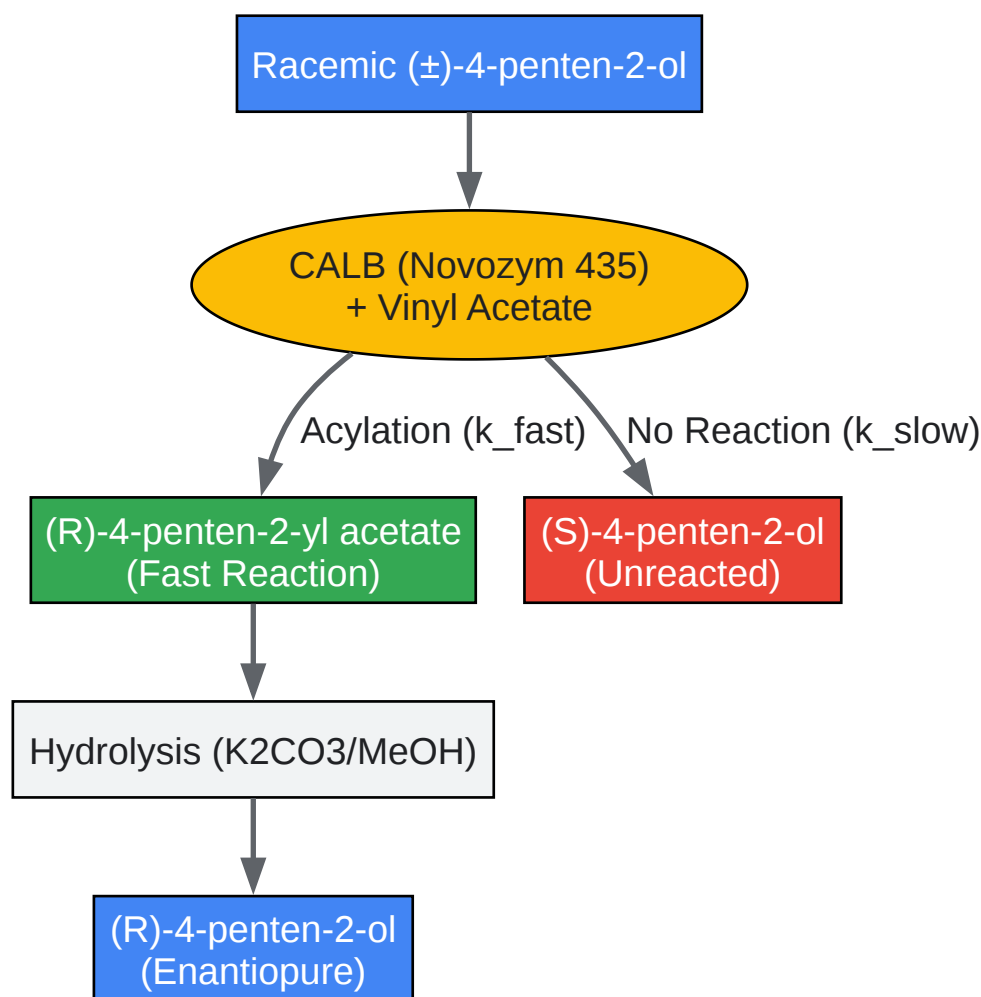 Racemic (±)-4-penten-2-ol
CALB (Novozym 435)
+ Vinyl Acetate
Acylation (k_fast)
No Reaction (k_slow)
(R)-4-penten-2-yl acetate
(Fast Reaction)
(S)-4-penten-2-ol
(Unreacted)
Hydrolysis (K2CO3/MeOH)
(R)-4-penten-2-ol
(Enantiopure)